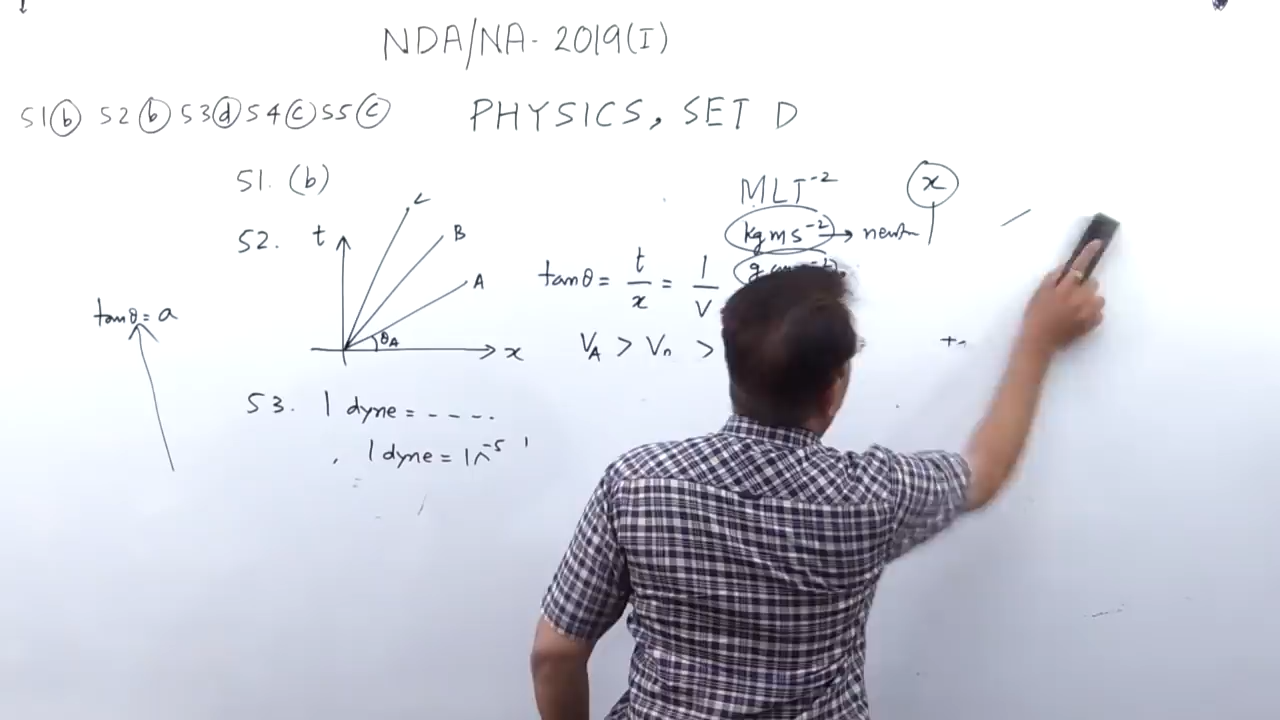 NDA/NA- 2019(I)
51 (b) 52 (b) 53 (d) 54 (c) 55 (c)
PHYSICS, SET D
51. (b)
MLT⁻²
x
kg m s⁻² → newton
52.
t
C
B
A
θA
x
tanθ = t/x = 1/V
VA > VB >
tanθ = a
53. 1 dyne = - - - .
1 dyne = 10⁻⁵